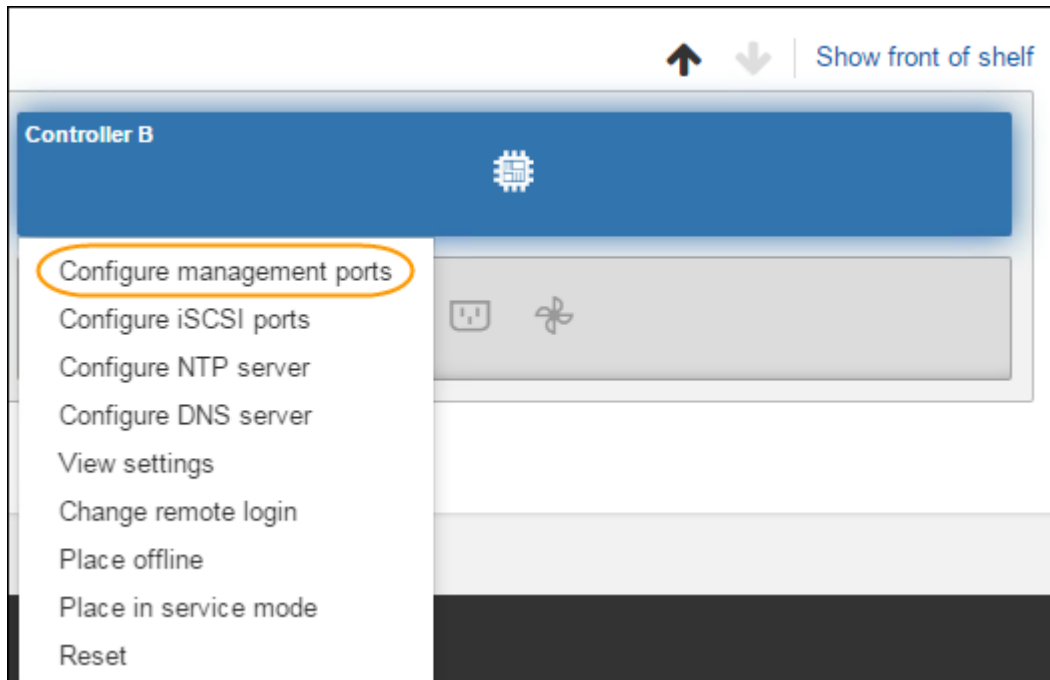 Show front of shelf
Controller B
Configure management ports
Configure iSCSI ports
Configure NTP server
Configure DNS server
View settings
Change remote login
Place offline
Place in service mode
Reset